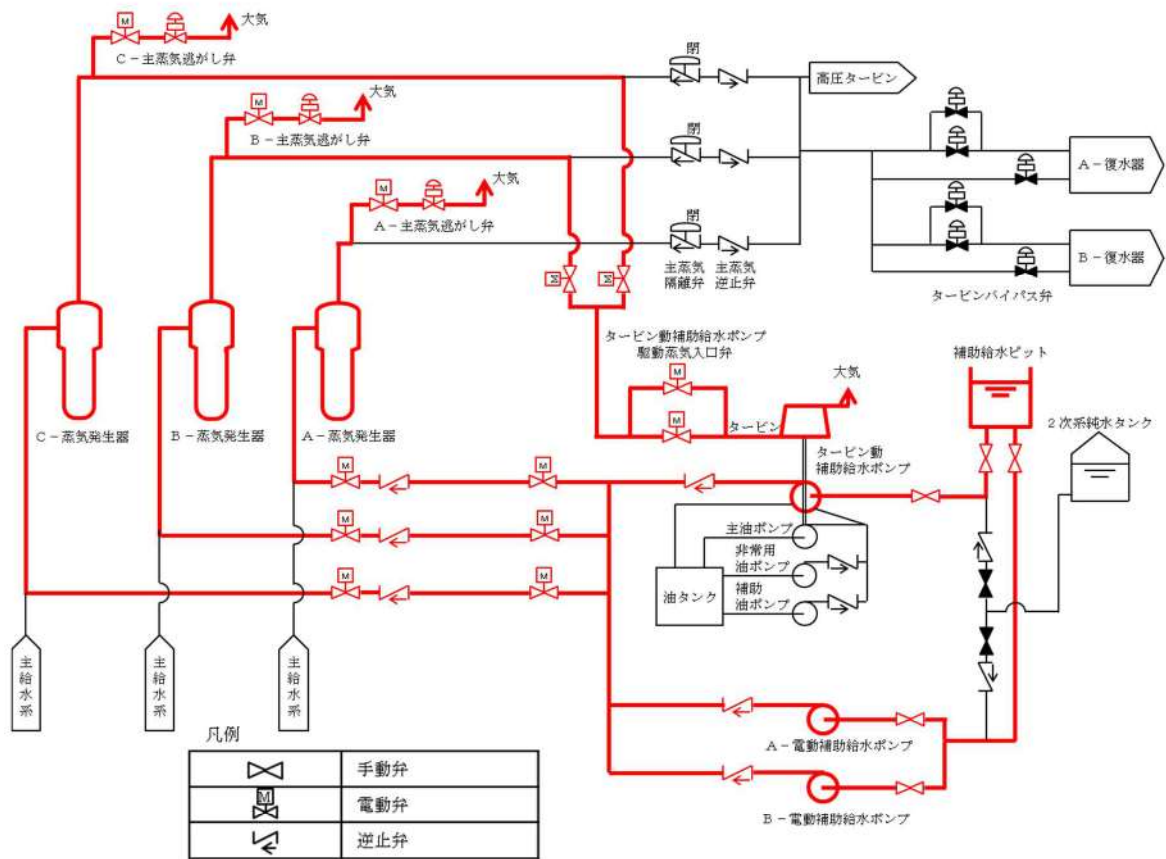 大気
M
C－主蒸気逃がし弁
閉
高圧タービン
大気
M
B－主蒸気逃がし弁
閉
A－復水器
大気
M
A－主蒸気逃がし弁
閉
主蒸気
隔離弁
主蒸気
逆止弁
B－復水器
タービンバイパス弁
M
M
タービン動補助給水ポンプ
駆動蒸気入口弁
M
M
大気
タービン
補助給水ピット
2次系純水タンク
C－蒸気発生器
B－蒸気発生器
A－蒸気発生器
タービン動
補助給水ポンプ
M
M
M
M
M
M
主油ポンプ
非常用
油ポンプ
補助
油ポンプ
油タンク
主給水系
主給水系
主給水系
A－電動補助給水ポンプ
B－電動補助給水ポンプ
凡例
手動弁
M
電動弁
逆止弁